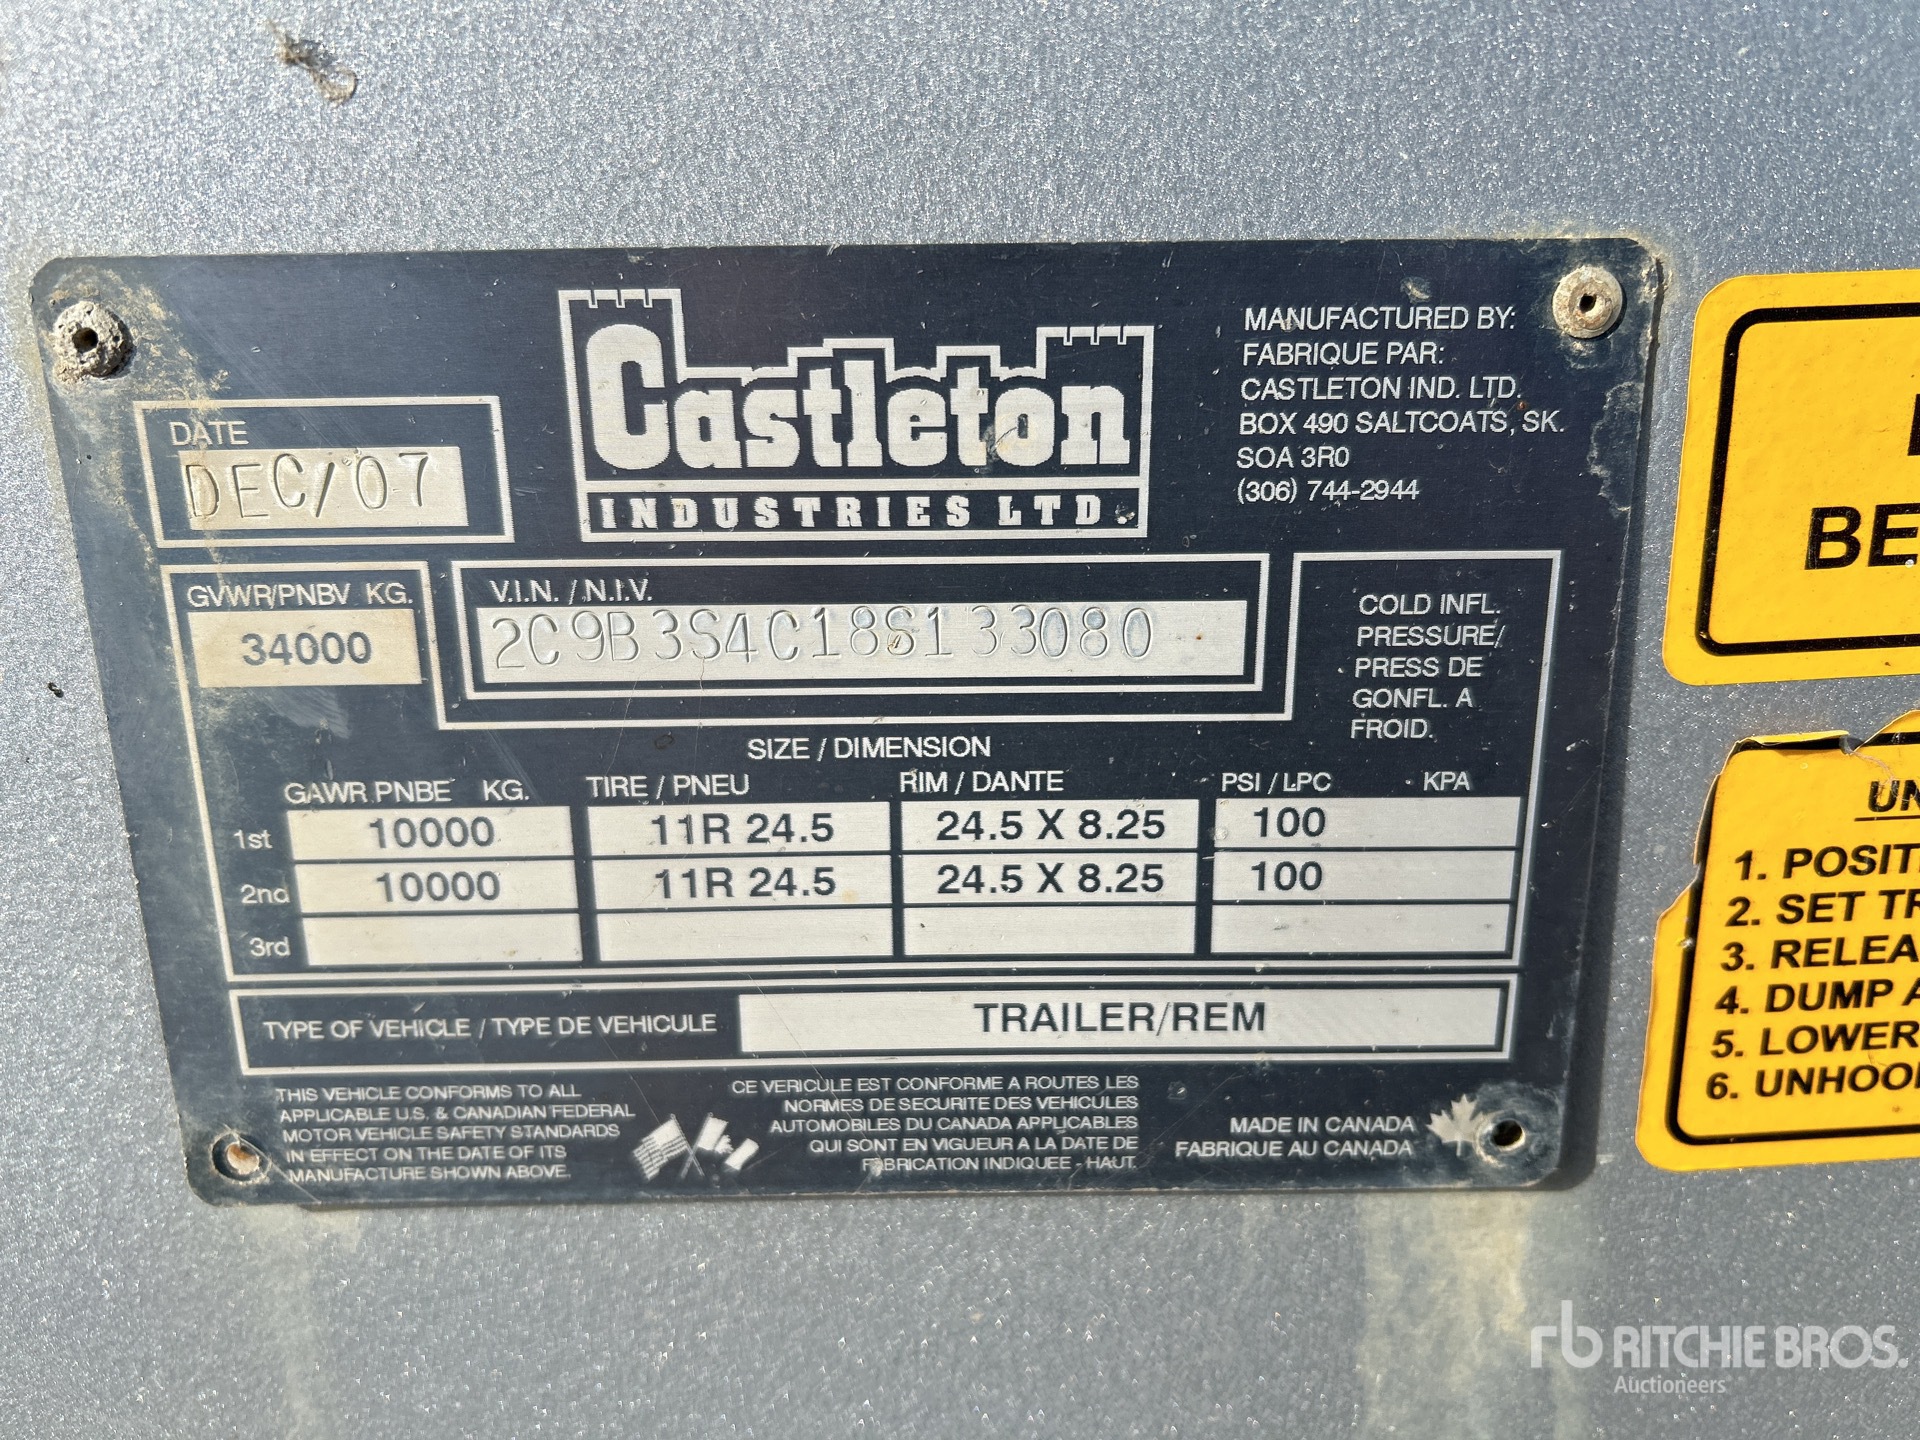 Castleton
INDUSTRIES LTD.
MANUFACTURED BY:
FABRIQUE PAR:
CASTLETON IND. LTD.
BOX 490 SALTCOATS, SK.
SOA 3R0
(306) 744-2944
DATE
DEC/07
GVWR/PNBV KG.
34000
V.I.N. / N.I.V.
2C9B3S4C18S133080
COLD INFL.
PRESSURE/
PRESS DE
GONFL. A
FROID.
SIZE / DIMENSION
GAWR PNBE KG. TIRE / PNEU RIM / DANTE PSI / LPC KPA
1st 10000 11R 24.5 24.5 X 8.25 100
2nd 10000 11R 24.5 24.5 X 8.25 100
3rd
TYPE OF VEHICLE / TYPE DE VEHICULE TRAILER/REM
THIS VEHICLE CONFORMS TO ALL
APPLICABLE U.S. & CANADIAN FEDERAL
MOTOR VEHICLE SAFETY STANDARDS
IN EFFECT ON THE DATE OF ITS
MANUFACTURE SHOWN ABOVE.
CE VERICULE EST CONFORME A ROUTES LES
NORMES DE SECURITE DES VEHICULES
AUTOMOBILES DU CANADA APPLICABLES
QUI SONT EN VIGUEUR A LA DATE DE
FABRICATION INDIQUEE - HAUT.
MADE IN CANADA
FABRIQUE AU CANADA
BE
UN
1. POSIT
2. SET TR
3. RELEA
4. DUMP A
5. LOWER
6. UNHOO
rb RITCHIE BROS.
Auctioneers